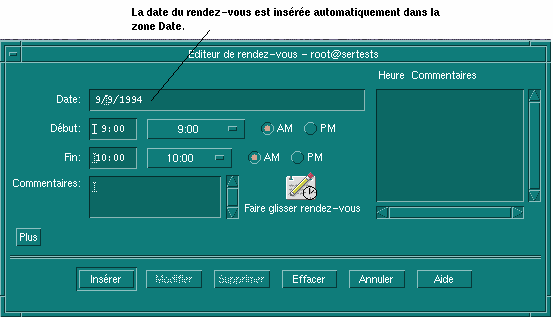 La date du rendez-vous est insérée automatiquement dans la
zone Date.
Editeur de rendez-vous - root@sertests
Heure Commentaires
Date: 9/9/1994
Début: 9:00 9:00 AM PM
Fin: 10:00 10:00 AM PM
Commentaires:
Faire glisser rendez-vous
Plus
Insérer Modifier Supprimer Effacer Annuler Aide